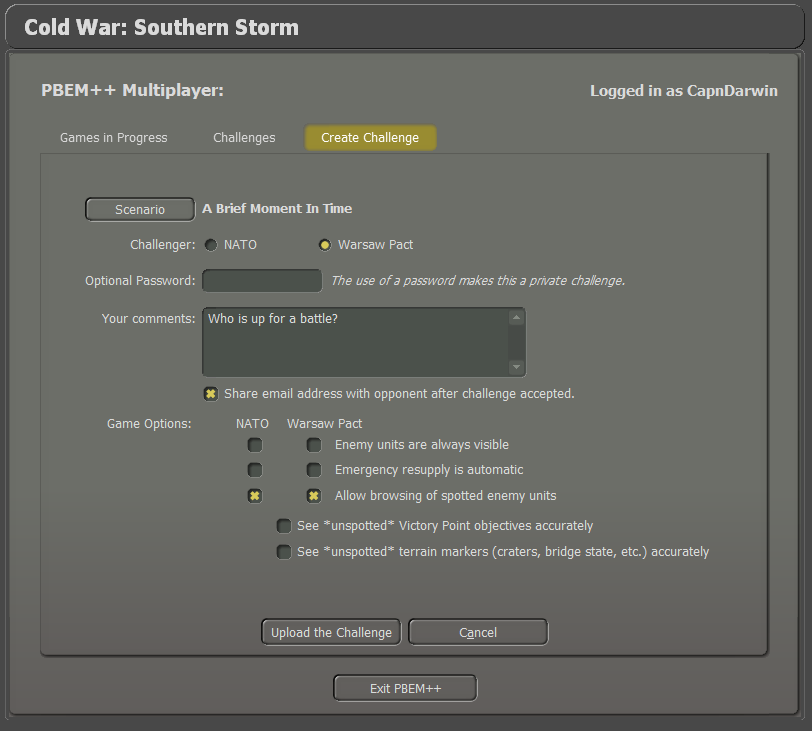 Cold War: Southern Storm
PBEM++ Multiplayer: Logged in as CapnDarwin
Games in Progress Challenges Create Challenge
Scenario A Brief Moment In Time
Challenger: NATO Warsaw Pact
Optional Password: The use of a password makes this a private challenge.
Your comments: Who is up for a battle?
Share email address with opponent after challenge accepted.
Game Options: NATO Warsaw Pact
Enemy units are always visible
Emergency resupply is automatic
Allow browsing of spotted enemy units
See *unspotted* Victory Point objectives accurately
See *unspotted* terrain markers (craters, bridge state, etc.) accurately
Upload the Challenge Cancel
Exit PBEM++